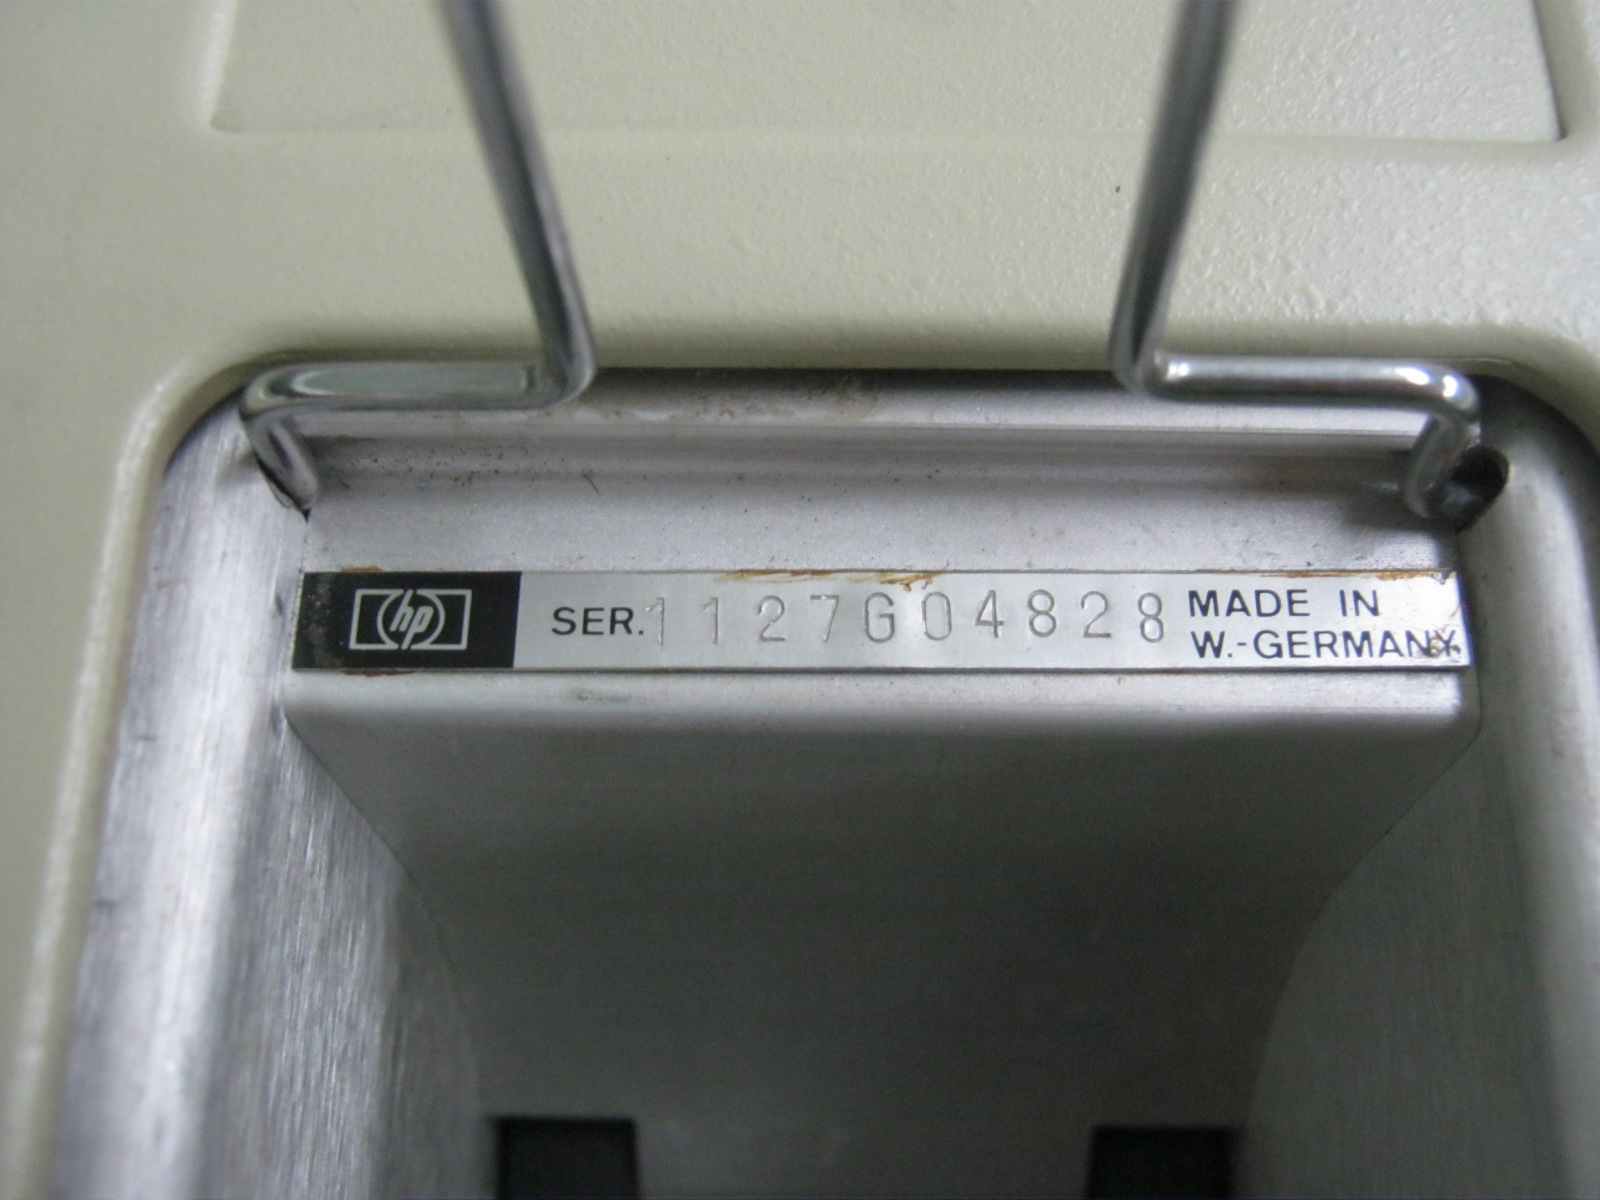 hp SER. 1127G04828 MADE IN
W.-GERMANY